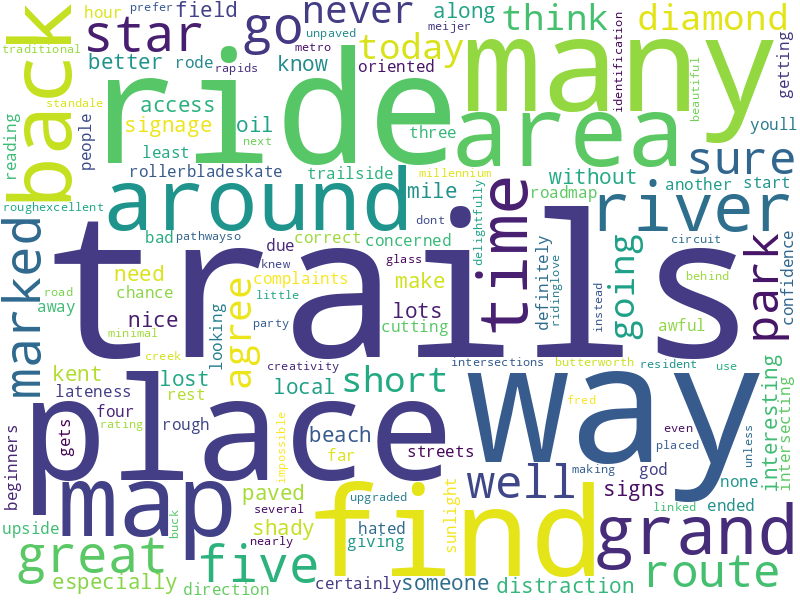 traditional hour prefer unpaved along never think diamond
field metro meijer
star go
rapids
better rode know today oriented
back ride many
identification beautiful getting
standale
reading people
access
signage oil three area
least next
youll
roughexcellent rollerbladeskate trailside millennium without another start sure
around mile roadmap river
bad pathwayso due dont correct concerned delightfully time
circuit
marked trails
knew glass complaints
definitely ridinglove instead going behind park confidence
need chance make
road away little lots
nice party cutting awful
minimal looking agree
creek creativity
kent lateness lost rest local short
intersections butterworth resident use
gets four rating
place way
interesting intersecting
fred
beginners rough impossible beach far streets even placed
god unless
map well making
none
paved upgraded signs linked ended
buck several
upside shady hated sunlight find grand
great nearly giving
five
especially direction certainly someone distraction route